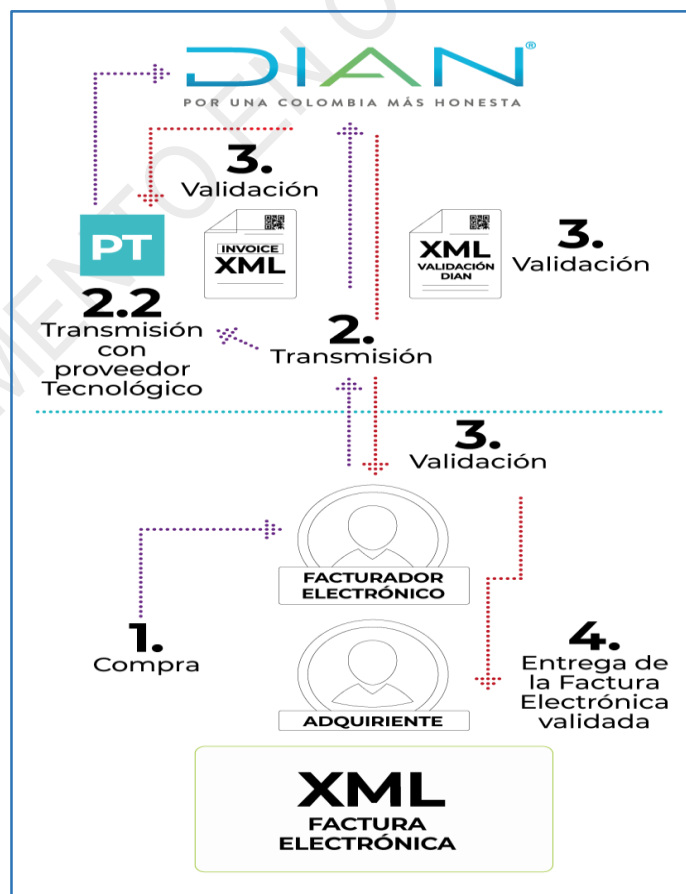 DIAN®
POR UNA COLOMBIA MÁS HONESTA
3.
Validación
PT
INVOICE
XML
XML
VALIDACIÓN
DIAN
3.
Validación
2.2
Transmisión
con
proveedor
Tecnológico
2.
Transmisión
3.
Validación
FACTURADOR
ELECTRÓNICO
1.
Compra
ADQUIRIENTE
4.
Entrega de
la Factura
Electrónica
validada
XML
FACTURA
ELECTRÓNICA